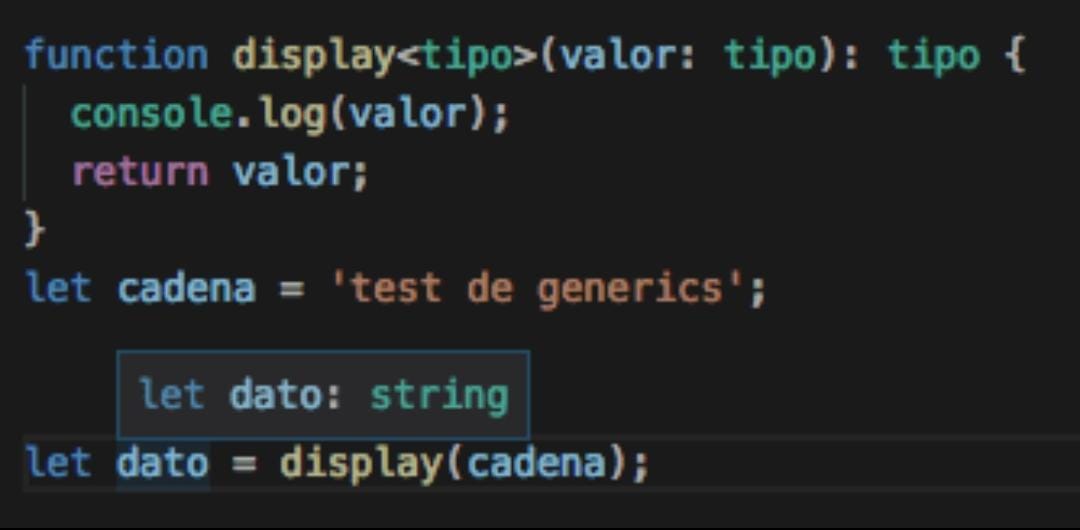 function display<tipo>(valor: tipo): tipo {
console.log(valor);
return valor;
}
let cadena = 'test de generics';
let dato: string
let dato = display(cadena);